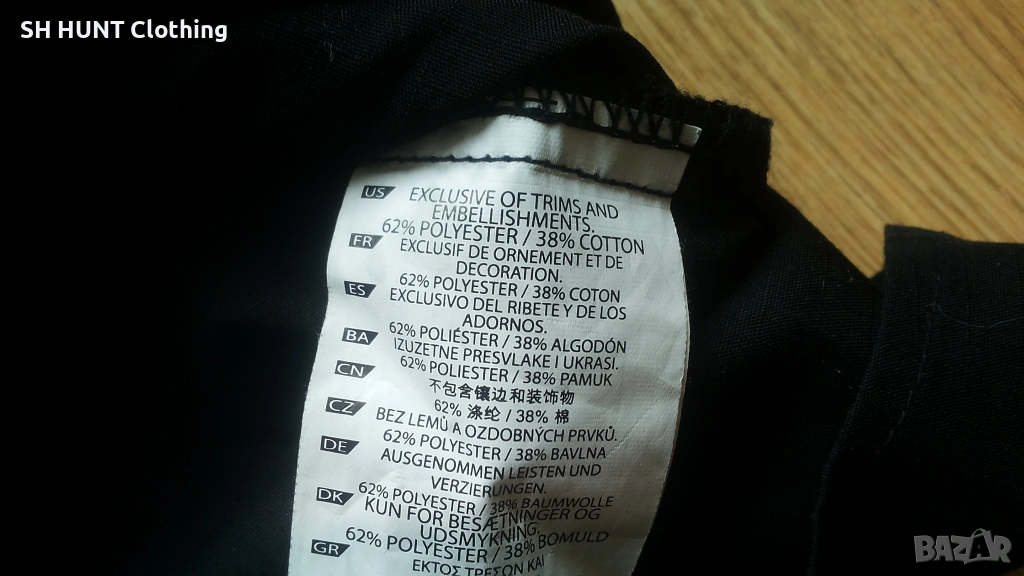 SH HUNT Clothing
US EXCLUSIVE OF TRIMS AND
EMBELLISHMENTS.
62% POLYESTER / 38% COTTON
FR EXCLUSIF DE ORNEMENT ET DE
DECORATION.
62% POLYESTER / 38% COTON
ES EXCLUSIVO DEL RIBETE Y DE LOS
ADORNOS.
62% POLIÉSTER / 38% ALGODÓN
BA IZUZETNE PRESVLAKE I UKRASI.
62% POLIESTER / 38% PAMUK
CN 不包含镶边和装饰物
62% 涤纶 / 38% 棉
CZ BEZ LEMŮ A OZDOBNÝCH PRVKŮ.
62% POLYESTER / 38% BAVLNA
DE AUSGENOMMEN LEISTEN UND
VERZIERUNGEN.
62% POLYESTER / 38% BAUMWOLLE
DK KUN FOR BESÆTNINGER OG
UDSMYKNING.
62% POLYESTER / 38% BOMULD
GR ΕΚΤΟΣ ΤΡΕΣΩΝ ΚΑΙ
BAZAR